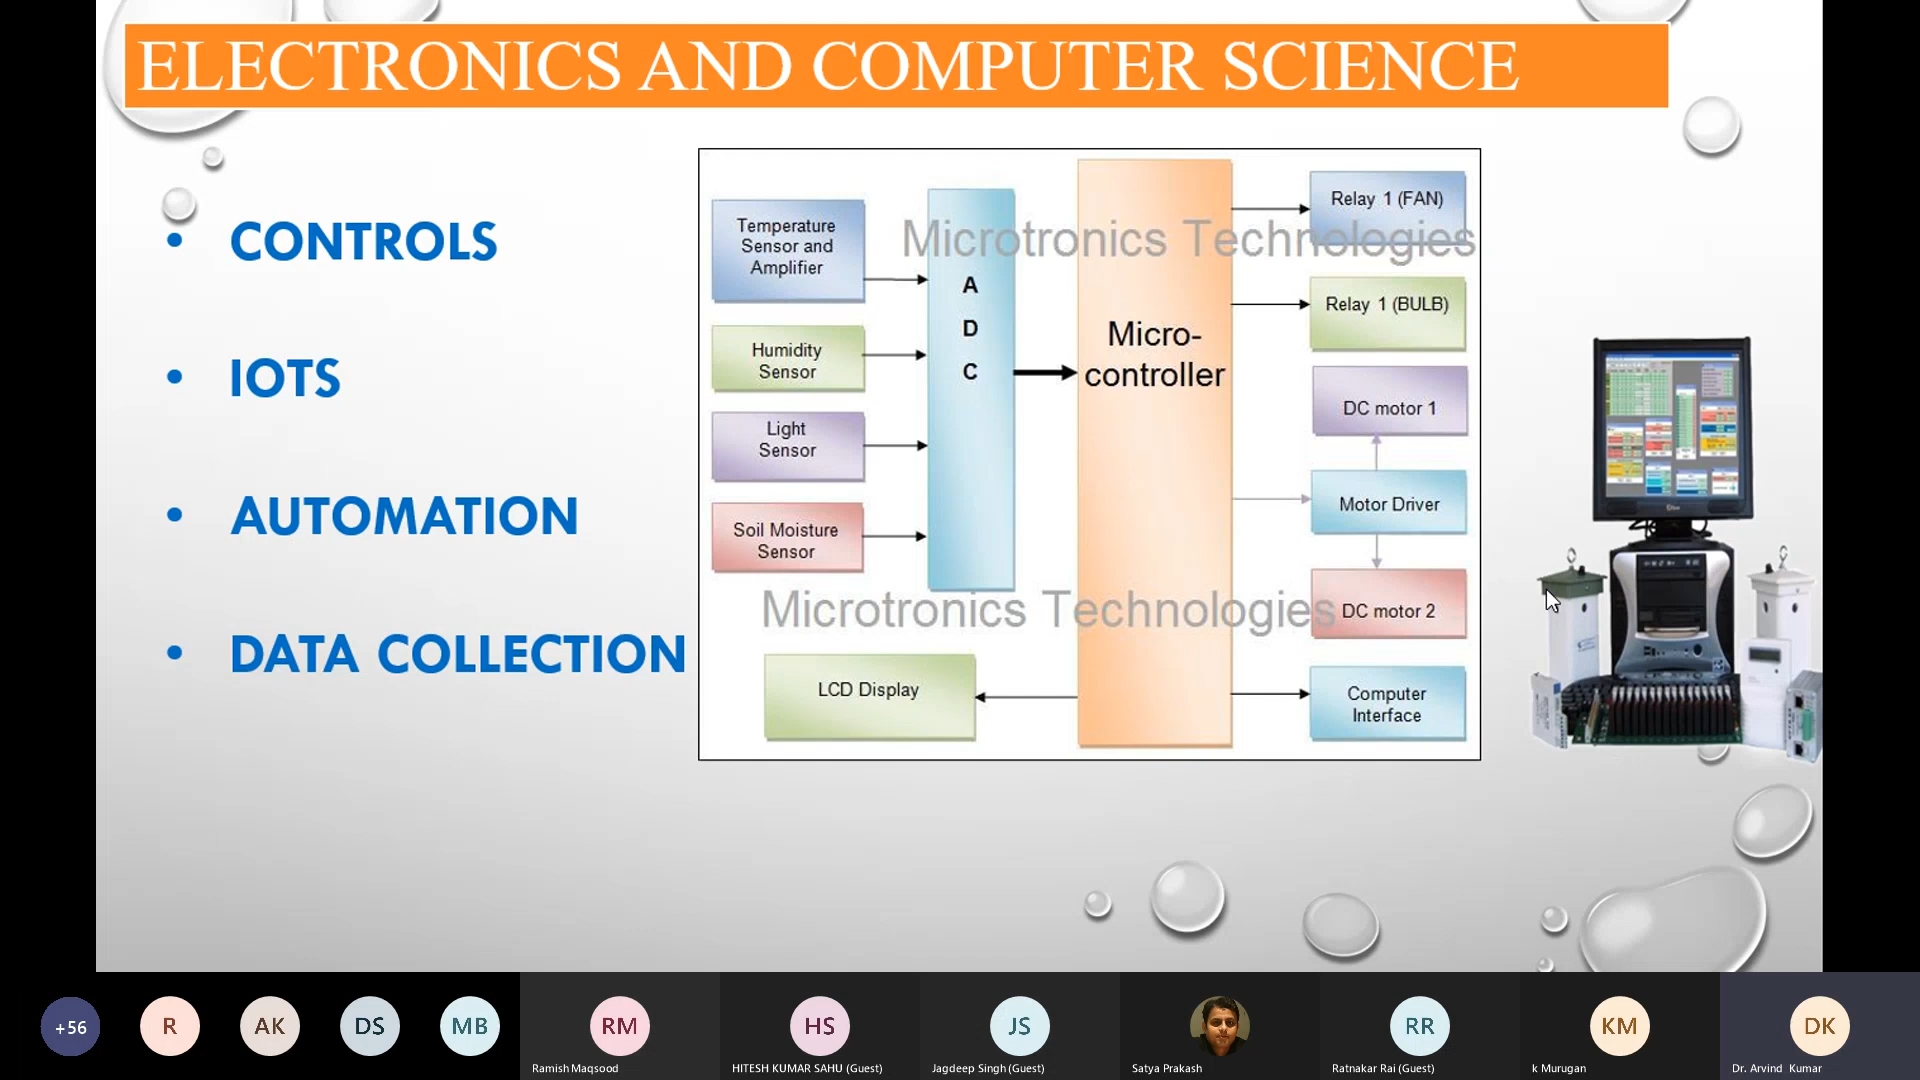 ELECTRONICS AND COMPUTER SCIENCE
• CONTROLS
• IOTS
• AUTOMATION
• DATA COLLECTION
Temperature
Sensor and
Amplifier
Humidity
Sensor
Light
Sensor
Soil Moisture
Sensor
A
D
C
Micro-
controller
Relay 1 (FAN)
Relay 1 (BULB)
DC motor 1
Motor Driver
DC motor 2
Computer
Interface
LCD Display
Microtronics Technologies
Microtronics Technologies
+56
R
AK
DS
MB
RM
Ramish Maqsood
HS
HITESH KUMAR SAHU (Guest)
JS
Jagdeep Singh (Guest)
Satya Prakash
RR
Ratnakar Rai (Guest)
KM
k Murugan
DK
Dr. Arvind Kumar